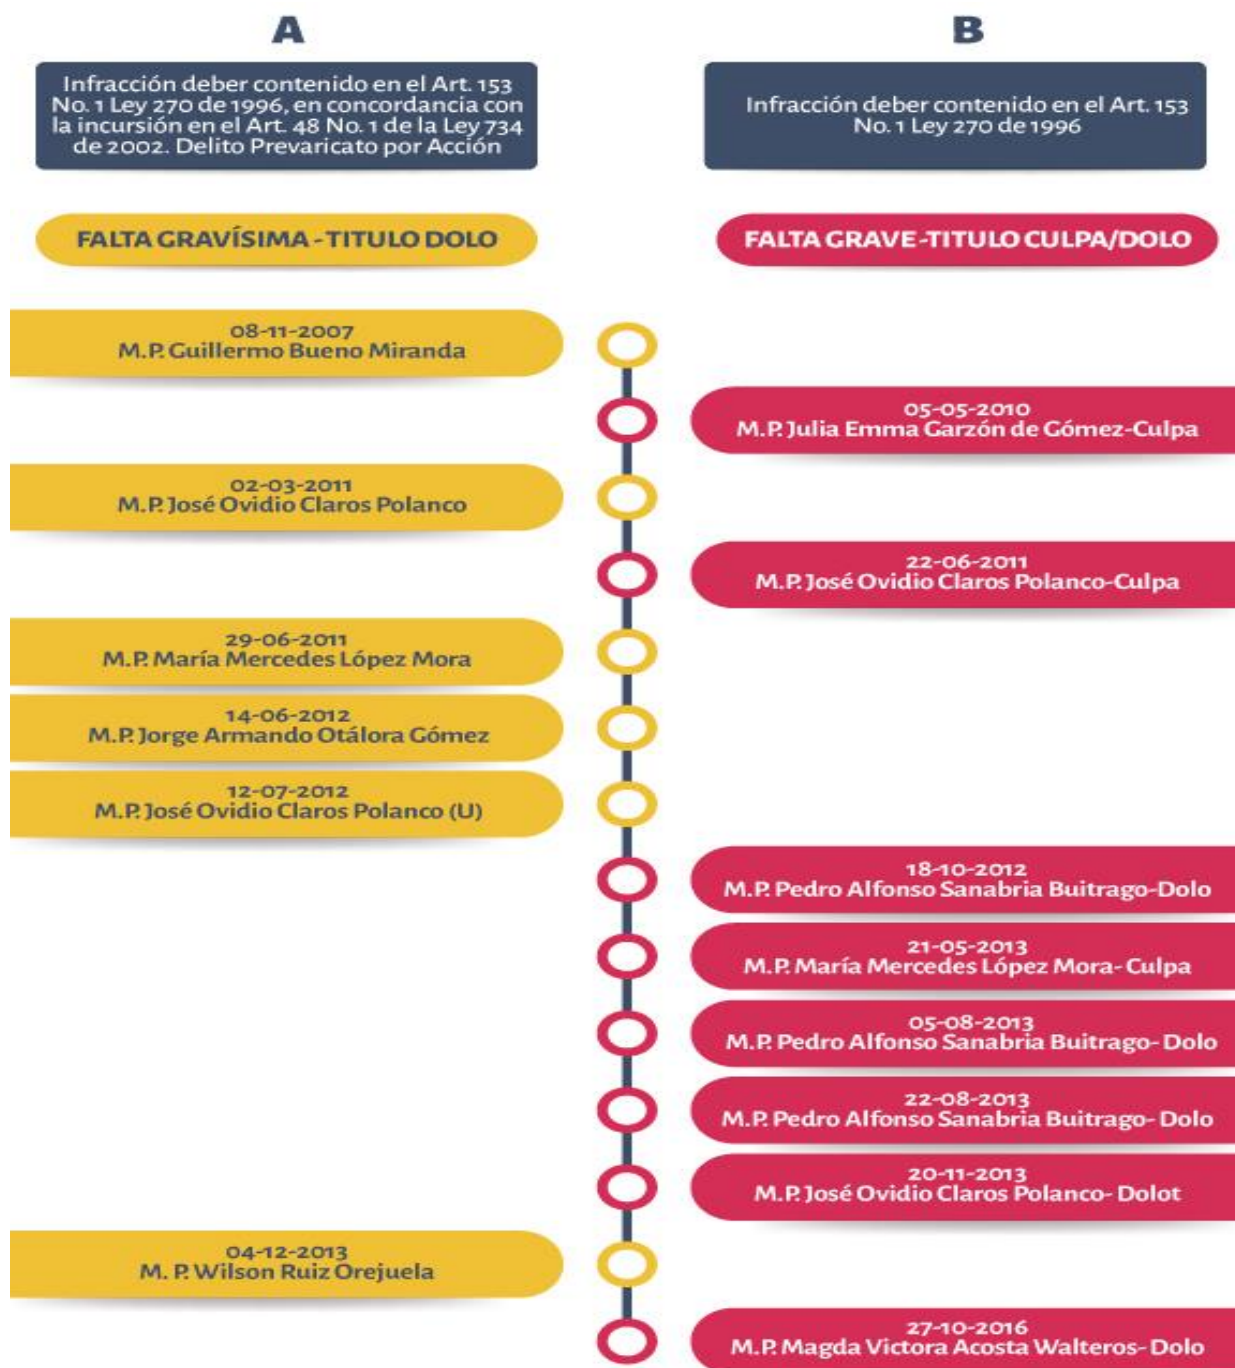 A
B
Infracción deber contenido en el Art. 153
No. 1 Ley 270 de 1996, en concordancia con
la incursión en el Art. 48 No. 1 de la Ley 734
de 2002. Delito Prevaricato por Acción
Infracción deber contenido en el Art. 153
No. 1 Ley 270 de 1996
FALTA GRAVÍSIMA - TITULO DOLO
FALTA GRAVE-TITULO CULPA/DOLO
08-11-2007
M.P. Guillermo Bueno Miranda
05-05-2010
M.P. Julia Emma Garzón de Gómez-Culpa
02-03-2011
M.P. José Ovidio Claros Polanco
22-06-2011
M.P. José Ovidio Claros Polanco-Culpa
29-06-2011
M.P. María Mercedes López Mora
14-06-2012
M.P. Jorge Armando Otálora Gómez
12-07-2012
M.P. José Ovidio Claros Polanco (U)
18-10-2012
M.P. Pedro Alfonso Sanabria Buitrago-Dolo
21-05-2013
M.P. María Mercedes López Mora- Culpa
05-08-2013
M.P. Pedro Alfonso Sanabria Buitrago- Dolo
22-08-2013
M.P. Pedro Alfonso Sanabria Buitrago- Dolo
20-11-2013
M.P. José Ovidio Claros Polanco- Dolot
04-12-2013
M. P. Wilson Ruiz Orejuela
27-10-2016
M.P. Magda Victora Acosta Walteros- Dolo